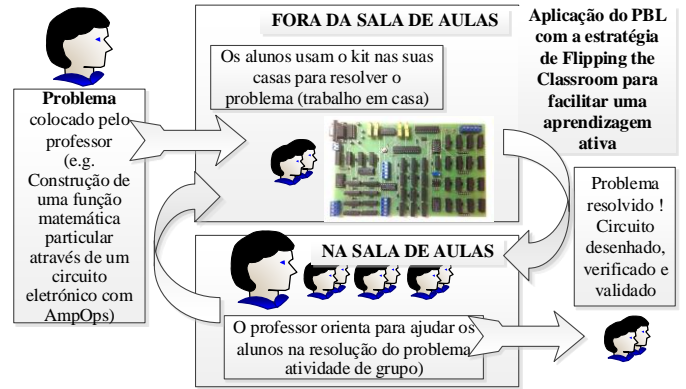 FORA DA SALA DE AULAS
Os alunos usam o kit nas suas
casas para resolver o
problema (trabalho em casa)
Aplicação do PBL
com a estratégia
de Flipping the
Classroom para
facilitar uma
aprendizagem
ativa
Problema
colocado pelo
professor
(e.g.
Construção de
uma função
matemática
particular
através de um
circuito
eletrónico com
AmpOps)
NA SALA DE AULAS
O professor orienta para ajudar os
alunos na resolução do problema
atividade de grupo)
Problema
resolvido !
Circuito
desenhado,
verificado e
validado